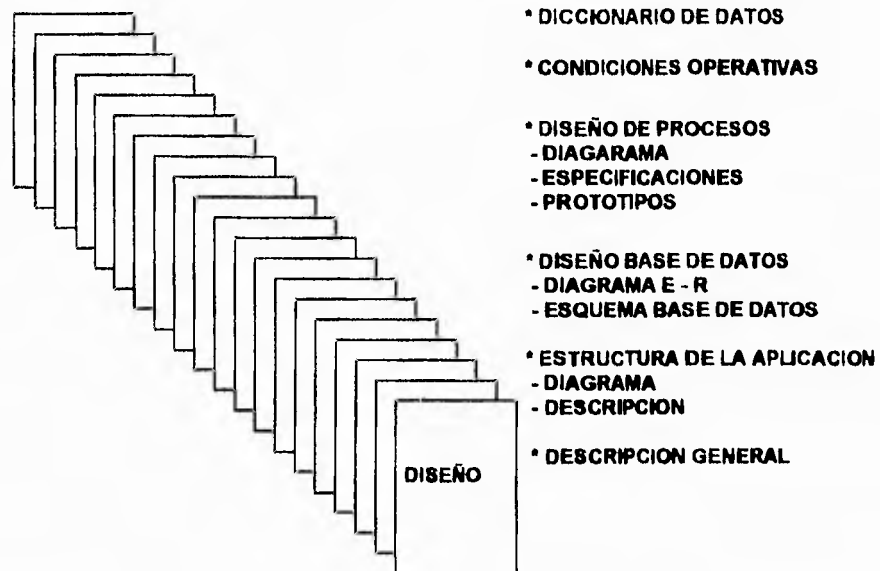 * DICCIONARIO DE DATOS
* CONDICIONES OPERATIVAS
* DISEÑO DE PROCESOS
- DIAGARAMA
- ESPECIFICACIONES
- PROTOTIPOS
* DISEÑO BASE DE DATOS
- DIAGRAMA E - R
- ESQUEMA BASE DE DATOS
* ESTRUCTURA DE LA APLICACION
- DIAGRAMA
- DESCRIPCION
* DESCRIPCION GENERAL
DISEÑO